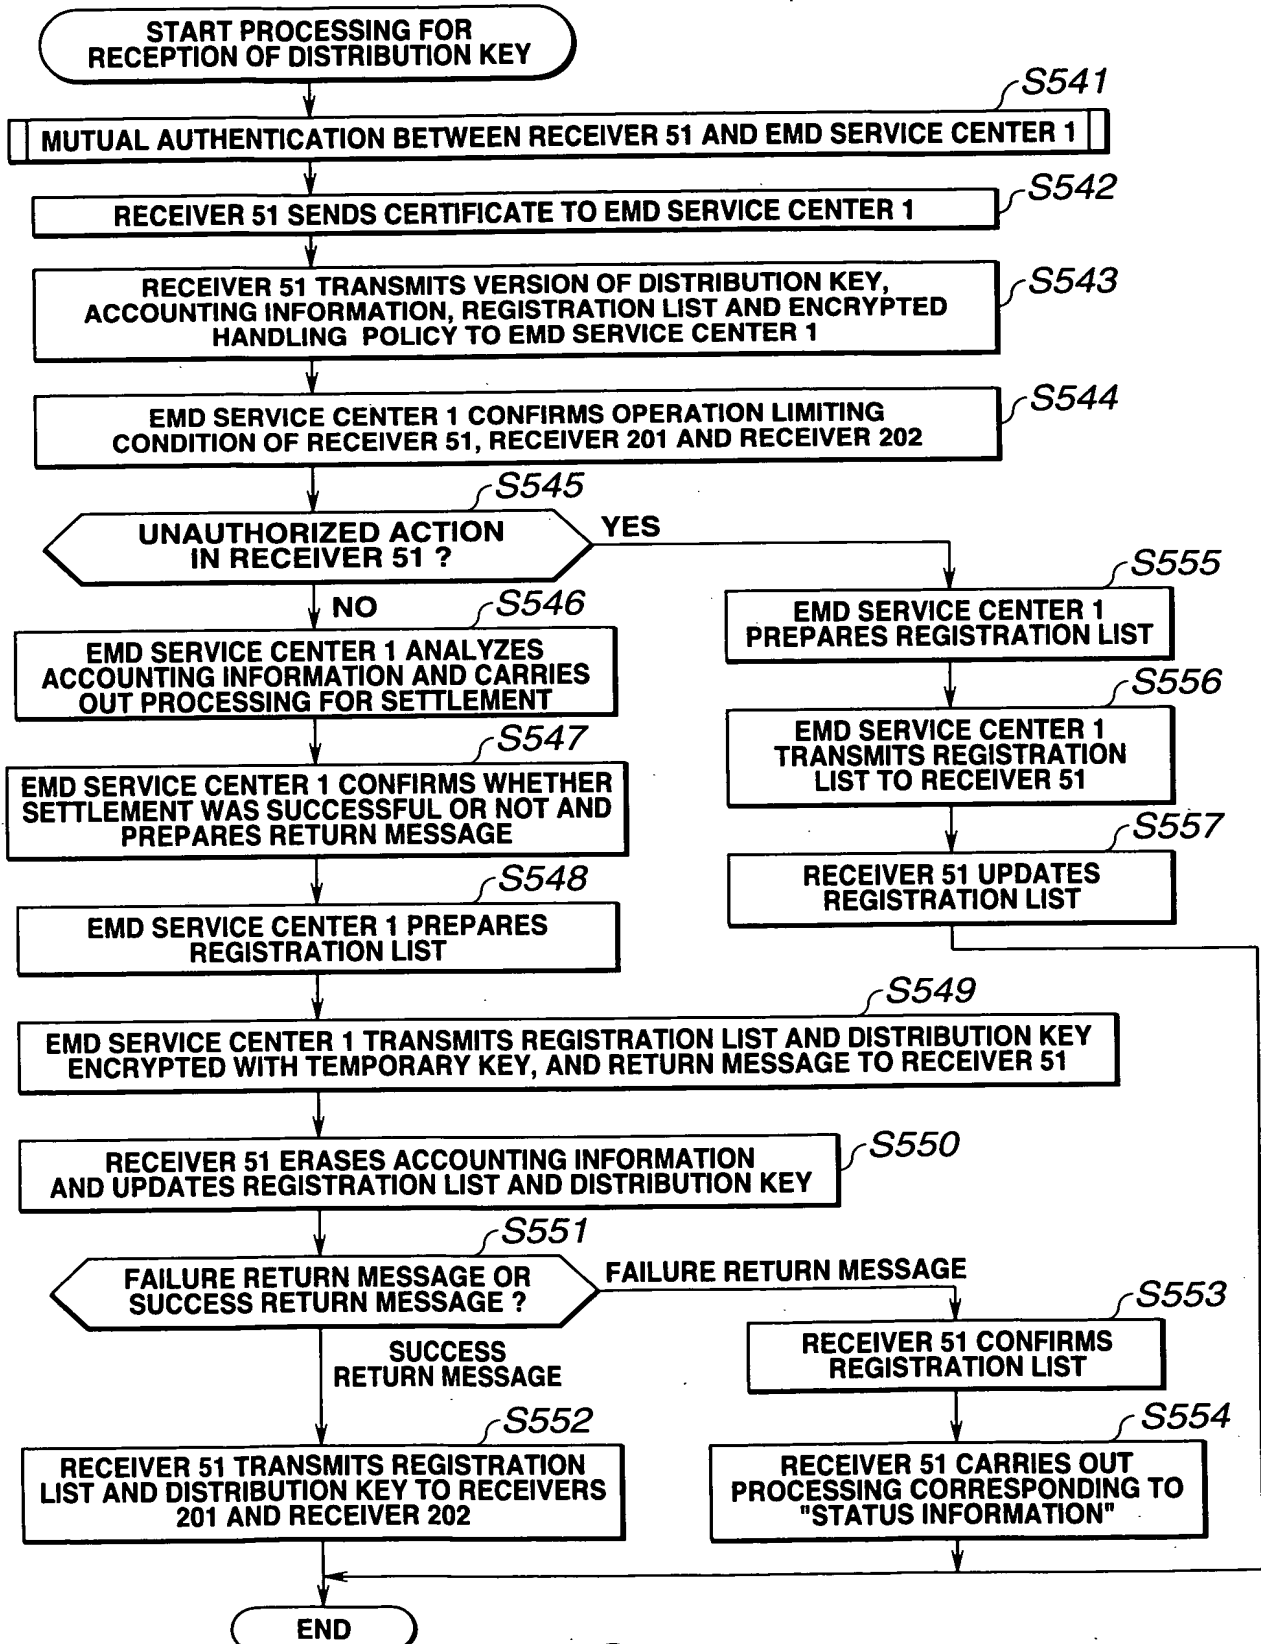 START PROCESSING FOR
RECEPTION OF DISTRIBUTION KEY
S541
MUTUAL AUTHENTICATION BETWEEN RECEIVER 51 AND EMD SERVICE CENTER 1
S542
RECEIVER 51 SENDS CERTIFICATE TO EMD SERVICE CENTER 1
S543
RECEIVER 51 TRANSMITS VERSION OF DISTRIBUTION KEY,
ACCOUNTING INFORMATION, REGISTRATION LIST AND ENCRYPTED
HANDLING POLICY TO EMD SERVICE CENTER 1
S544
EMD SERVICE CENTER 1 CONFIRMS OPERATION LIMITING
CONDITION OF RECEIVER 51, RECEIVER 201 AND RECEIVER 202
S545
UNAUTHORIZED ACTION
IN RECEIVER 51 ?
YES
NO
S546
EMD SERVICE CENTER 1 ANALYZES
ACCOUNTING INFORMATION AND CARRIES
OUT PROCESSING FOR SETTLEMENT
S547
EMD SERVICE CENTER 1 CONFIRMS WHETHER
SETTLEMENT WAS SUCCESSFUL OR NOT AND
PREPARES RETURN MESSAGE
S548
EMD SERVICE CENTER 1 PREPARES
REGISTRATION LIST
S555
EMD SERVICE CENTER 1
PREPARES REGISTRATION LIST
S556
EMD SERVICE CENTER 1
TRANSMITS REGISTRATION
LIST TO RECEIVER 51
S557
RECEIVER 51 UPDATES
REGISTRATION LIST
S549
EMD SERVICE CENTER 1 TRANSMITS REGISTRATION LIST AND DISTRIBUTION KEY
ENCRYPTED WITH TEMPORARY KEY, AND RETURN MESSAGE TO RECEIVER 51
S550
RECEIVER 51 ERASES ACCOUNTING INFORMATION
AND UPDATES REGISTRATION LIST AND DISTRIBUTION KEY
S551
FAILURE RETURN MESSAGE OR
SUCCESS RETURN MESSAGE ?
FAILURE RETURN MESSAGE
SUCCESS
RETURN MESSAGE
S552
RECEIVER 51 TRANSMITS REGISTRATION
LIST AND DISTRIBUTION KEY TO RECEIVERS
201 AND RECEIVER 202
S553
RECEIVER 51 CONFIRMS
REGISTRATION LIST
S554
RECEIVER 51 CARRIES OUT
PROCESSING CORRESPONDING TO
"STATUS INFORMATION"
END